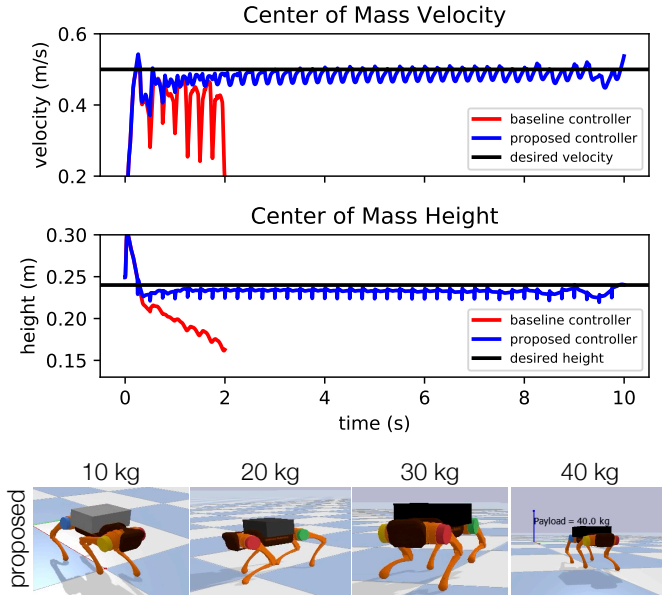 Center of Mass Velocity
velocity (m/s)
0.6
0.4
0.2
baseline controller
proposed controller
desired velocity
Center of Mass Height
height (m)
0.30
0.24
0.20
0.15
baseline controller
proposed controller
desired height
0
2
4
6
8
10
time (s)
10 kg
20 kg
30 kg
40 kg
proposed
Payload = 40.0 kg